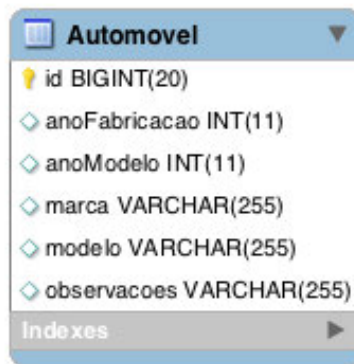 Automovel
id BIGINT(20)
anoFabricacao INT(11)
anoModelo INT(11)
marca VARCHAR(255)
modelo VARCHAR(255)
observacoes VARCHAR(255)
Indexes